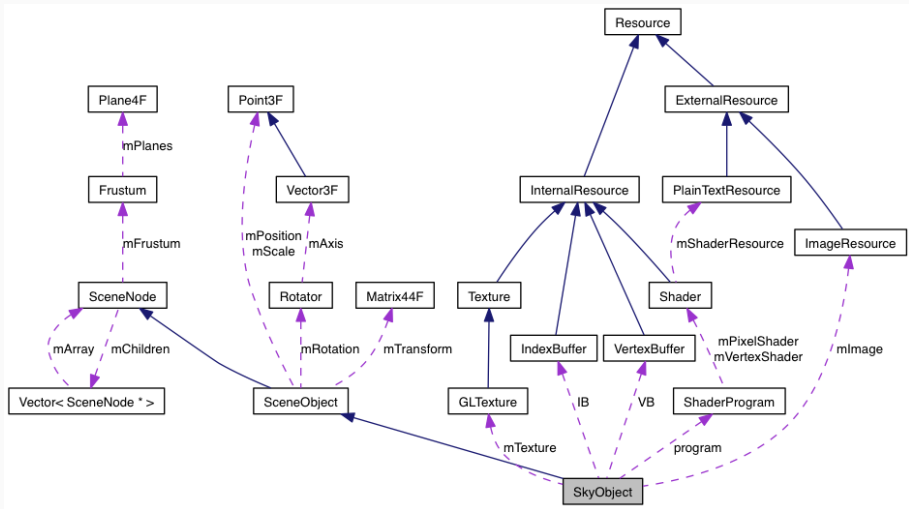 Resource
Plane4F
Point3F
ExternalResource
mPlanes
Frustum
Vector3F
InternalResource
PlainTextResource
mFrustum
mPosition
mScale
mAxis
mShaderResource
ImageResource
SceneNode
Rotator
Matrix44F
Texture
Shader
mArray
mChildren
mRotation
mTransform
IndexBuffer
VertexBuffer
mPixelShader
mVertexShader
mImage
Vector< SceneNode * >
SceneObject
GLTexture
IB
VB
ShaderProgram
mTexture
program
SkyObject